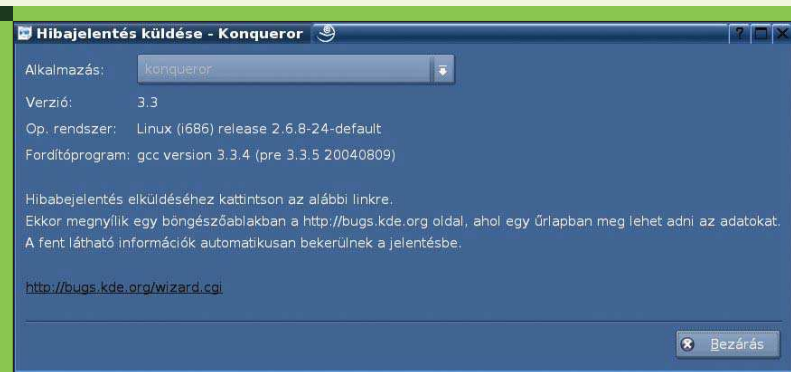 Hibajelentés küldése - Konqueror
Alkalmazás: konqueror
Verzió: 3.3
Op. rendszer: Linux (i686) release 2.6.8-24-default
Fordítóprogram: gcc version 3.3.4 (pre 3.3.5 20040809)
Hibabejelentés elküldéséhez kattintson az alábbi linkre.
Ekkor megnyílik egy böngészőablakban a http://bugs.kde.org oldal, ahol egy űrlapban meg lehet adni az adatokat.
A fent látható információk automatikusan bekerülnek a jelentésbe.
http://bugs.kde.org/wizard.cgi
Bezárás